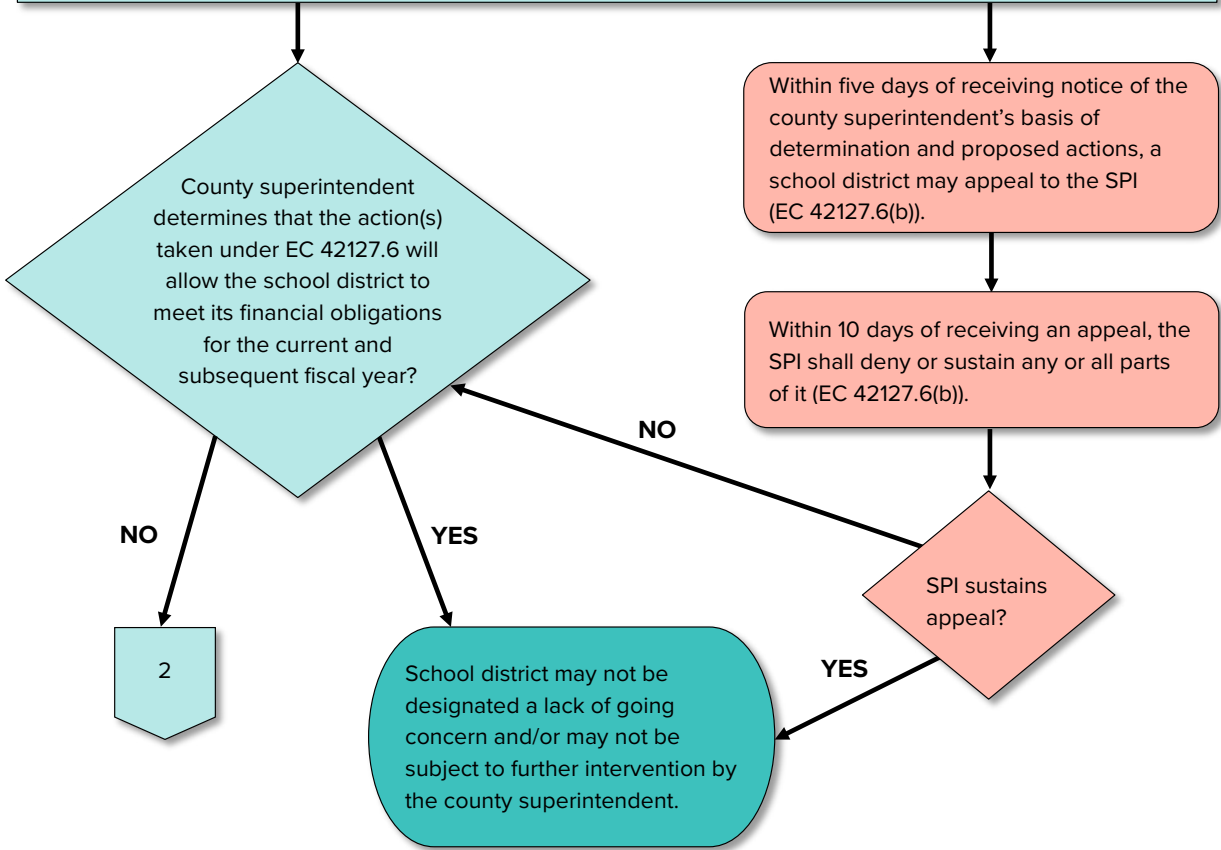 County superintendent
determines that the action(s)
taken under EC 42127.6 will
allow the school district to
meet its financial obligations
for the current and
subsequent fiscal year?
Within five days of receiving notice of the
county superintendent’s basis of
determination and proposed actions, a
school district may appeal to the SPI
(EC 42127.6(b)).
Within 10 days of receiving an appeal, the
SPI shall deny or sustain any or all parts
of it (EC 42127.6(b)).
NO
NO
YES
SPI sustains
appeal?
YES
2
School district may not be
designated a lack of going
concern and/or may not be
subject to further intervention by
the county superintendent.